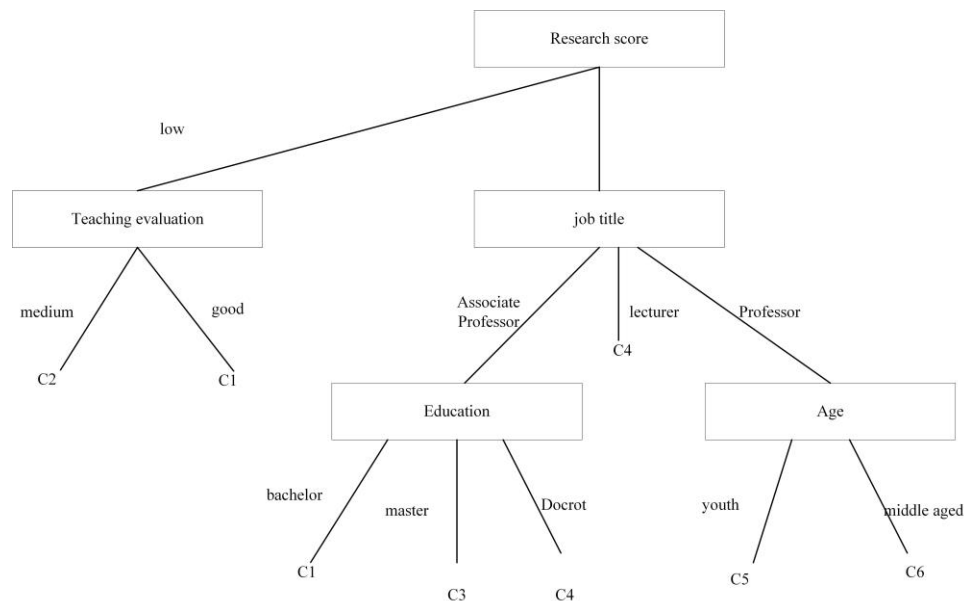 Research score
low
Teaching evaluation
job title
medium
good
Associate
Professor
lecturer
Professor
C2
C1
C4
Education
Age
bachelor
master
Docrot
youth
middle aged
C1
C3
C4
C5
C6